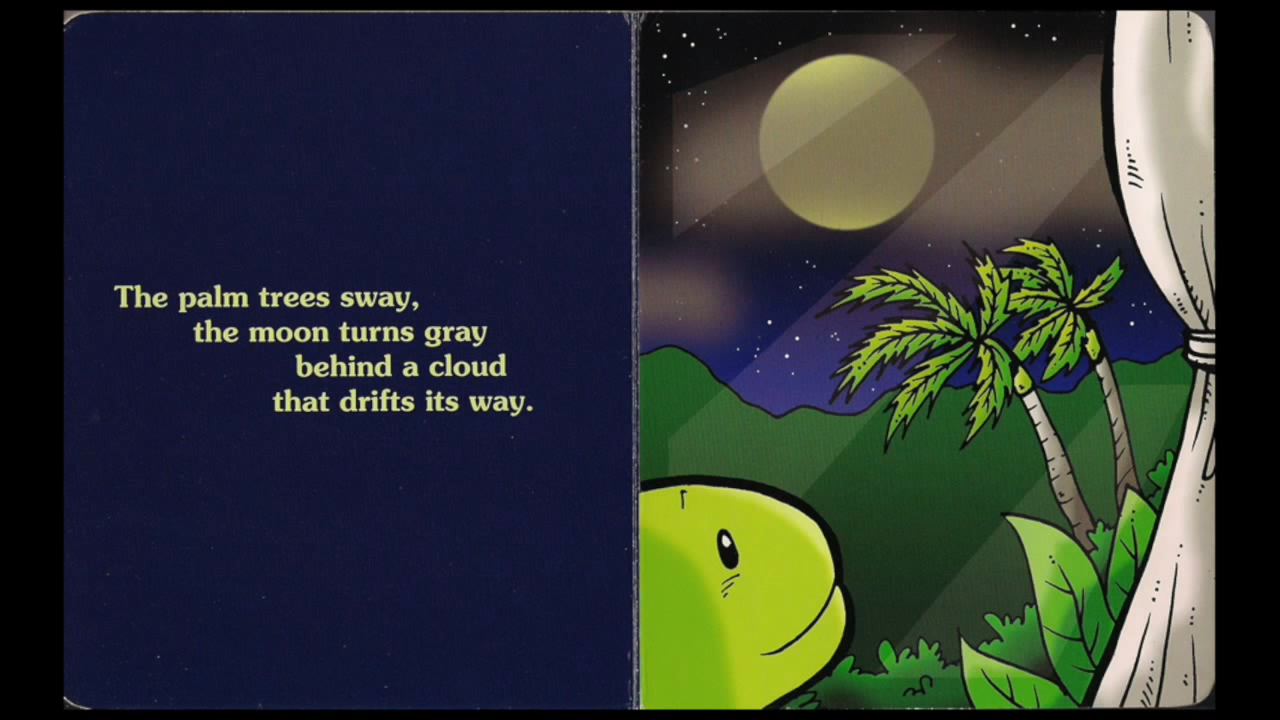 The palm trees sway,
the moon turns gray
behind a cloud
that drifts its way.